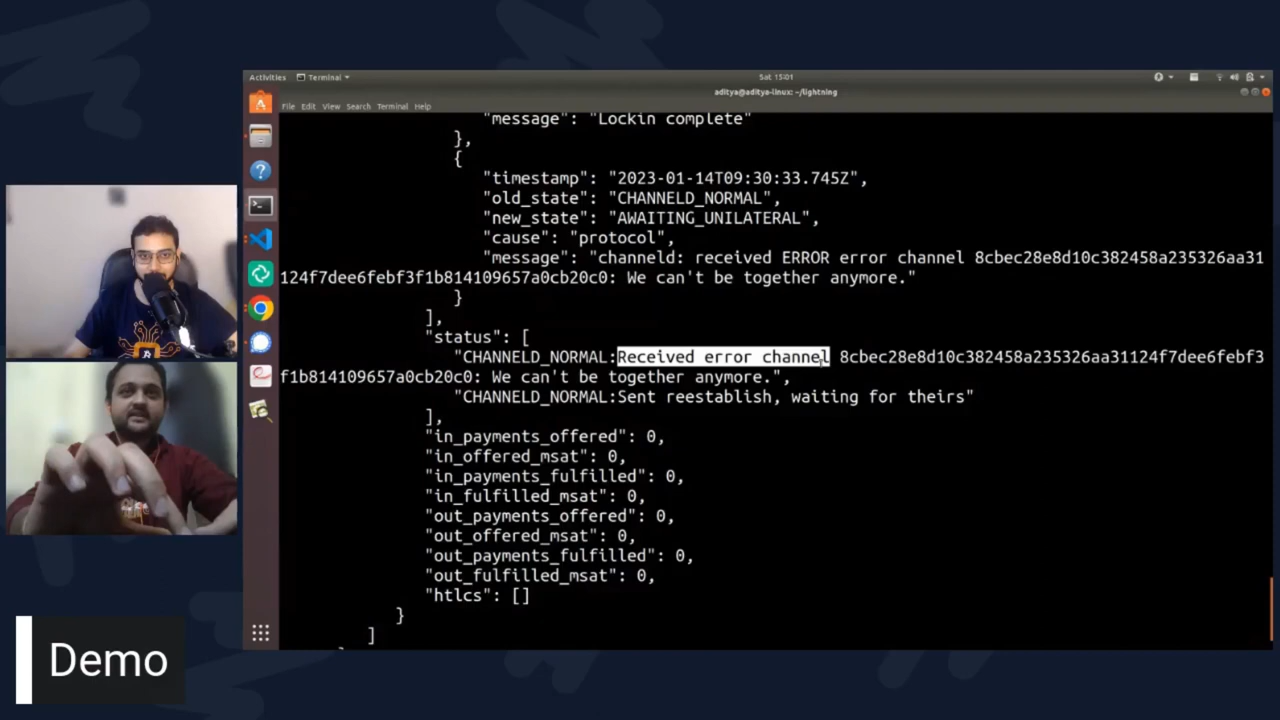 Activities Terminal Sat 15:01
aditya@aditya-linux: ~/lightning
File Edit View Search Terminal Help
"message": "Lockin complete"
},
{
"timestamp": "2023-01-14T09:30:33.745Z",
"old_state": "CHANNELD_NORMAL",
"new_state": "AWAITING_UNILATERAL",
"cause": "protocol",
"message": "channeld: received ERROR error channel 8cbec28e8d10c382458a235326aa31
124f7dee6febf3f1b814109657a0cb20c0: We can't be together anymore."
}
],
"status": [
"CHANNELD_NORMAL:Received error channel 8cbec28e8d10c382458a235326aa31124f7dee6febf3
f1b814109657a0cb20c0: We can't be together anymore.",
"CHANNELD_NORMAL:Sent reestablish, waiting for theirs"
],
"in_payments_offered": 0,
"in_offered_msat": 0,
"in_payments_fulfilled": 0,
"in_fulfilled_msat": 0,
"out_payments_offered": 0,
"out_offered_msat": 0,
"out_payments_fulfilled": 0,
"out_fulfilled_msat": 0,
"htlcs": []
}
]
Demo